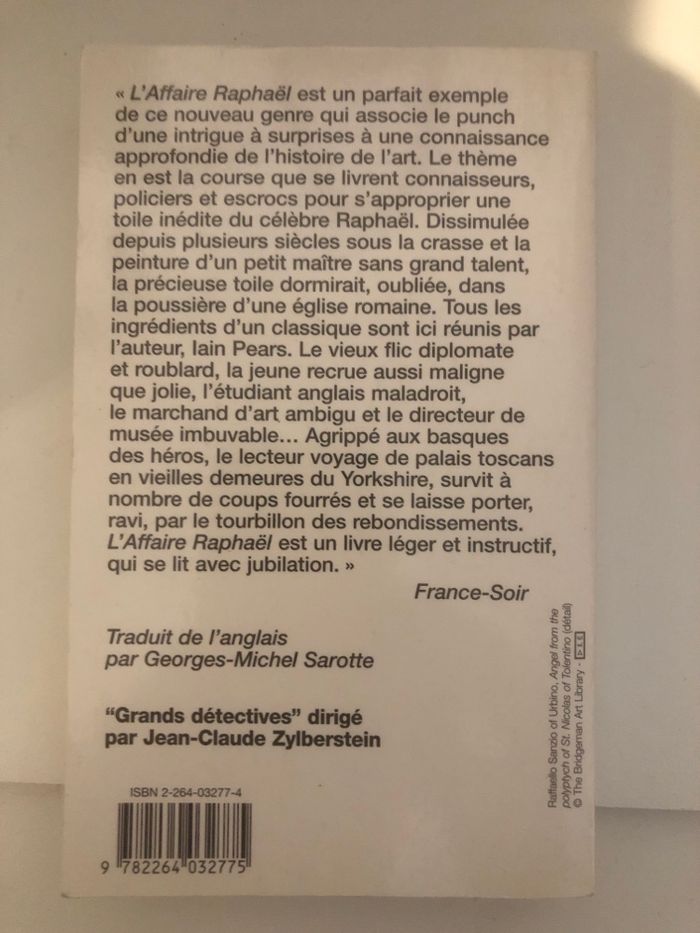 « L'Affaire Raphaël est un parfait exemple
de ce nouveau genre qui associe le punch
d'une intrigue à surprises à une connaissance
approfondie de l'histoire de l'art. Le thème
en est la course que se livrent connaisseurs,
policiers et escrocs pour s'approprier une
toile inédite du célèbre Raphaël. Dissimulée
depuis plusieurs siècles sous la crasse et la
peinture d'un petit maître sans grand talent,
la précieuse toile dormirait, oubliée, dans
la poussière d'une église romaine. Tous les
ingrédients d'un classique sont ici réunis par
l'auteur, Iain Pears. Le vieux flic diplomate
et roublard, la jeune recrue aussi maligne
que jolie, l'étudiant anglais maladroit,
le marchand d'art ambigu et le directeur de
musée imbuvable... Agrippé aux basques
des héros, le lecteur voyage de palais toscans
en vieilles demeures du Yorkshire, survit à
nombre de coups fourrés et se laisse porter,
ravi, par le tourbillon des rebondissements.
L'Affaire Raphaël est un livre léger et instructif,
qui se lit avec jubilation. »
France-Soir
Traduit de l'anglais
par Georges-Michel Sarotte
"Grands détectives" dirigé
par Jean-Claude Zylberstein
ISBN 2-264-03277-4
9 782264 032775
Raffaello Sanzio of Urbino, Angel from the
polyptych of St. Nicolas of Tolentino (détail)
© The Bridgeman Art Library -